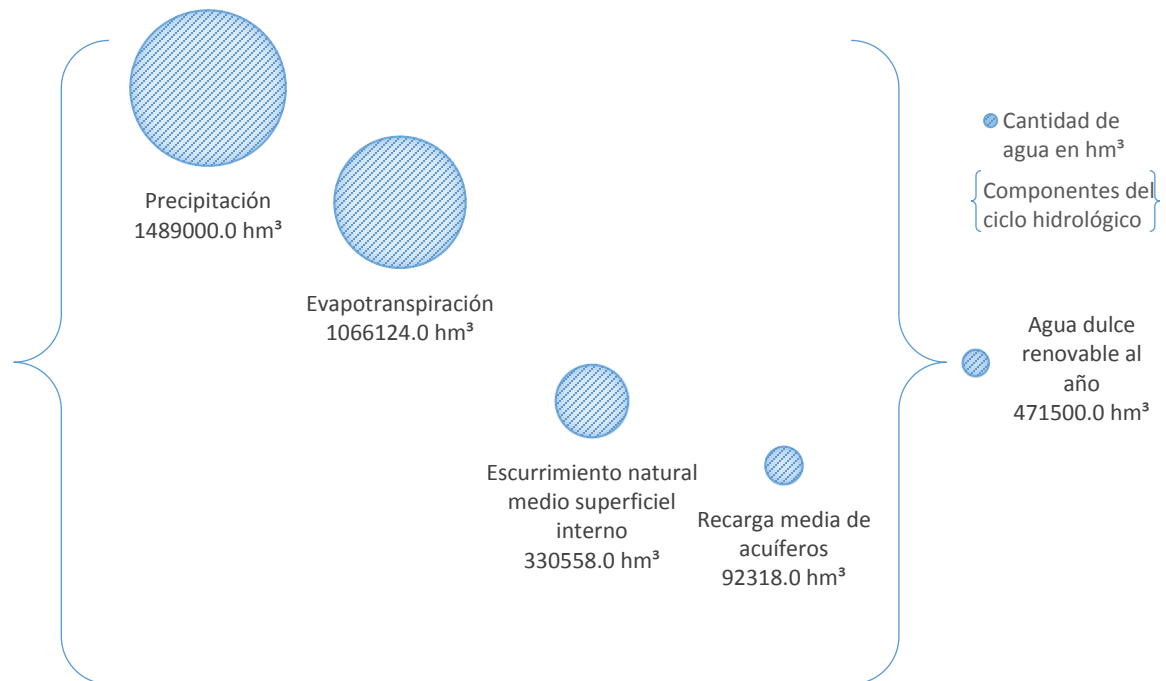 Precipitación
1489000.0 hm³
Evapotranspiración
1066124.0 hm³
Escurrimiento natural
medio superficiel
interno
330558.0 hm³
Recarga media de
acuíferos
92318.0 hm³
Cantidad de
agua en hm³
Componentes del
ciclo hidrológico
Agua dulce
renovable al
año
471500.0 hm³